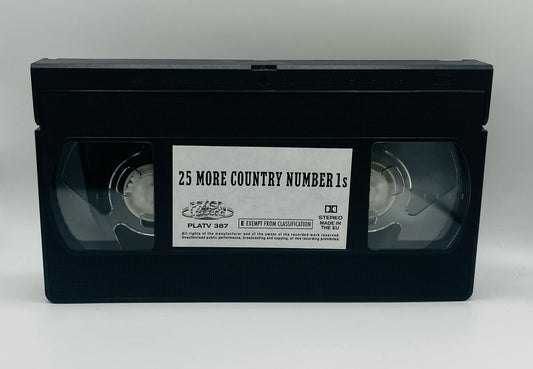 25 MORE COUNTRY NUMBER 1s
PLATV 387
E EXEMPT FROM CLASSIFICATION
STEREO
MADE IN
THE EU
All rights of the manufacturer and of the owner of the recorded work reserved.
Unauthorised public performance, broadcasting and copying, of this recording prohibited.